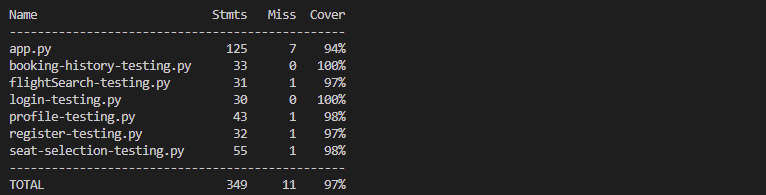 Name Stmts Miss Cover
------------------------------------------------
app.py 125 7 94%
booking-history-testing.py 33 0 100%
flightSearch-testing.py 31 1 97%
login-testing.py 30 0 100%
profile-testing.py 43 1 98%
register-testing.py 32 1 97%
seat-selection-testing.py 55 1 98%
------------------------------------------------
TOTAL 349 11 97%